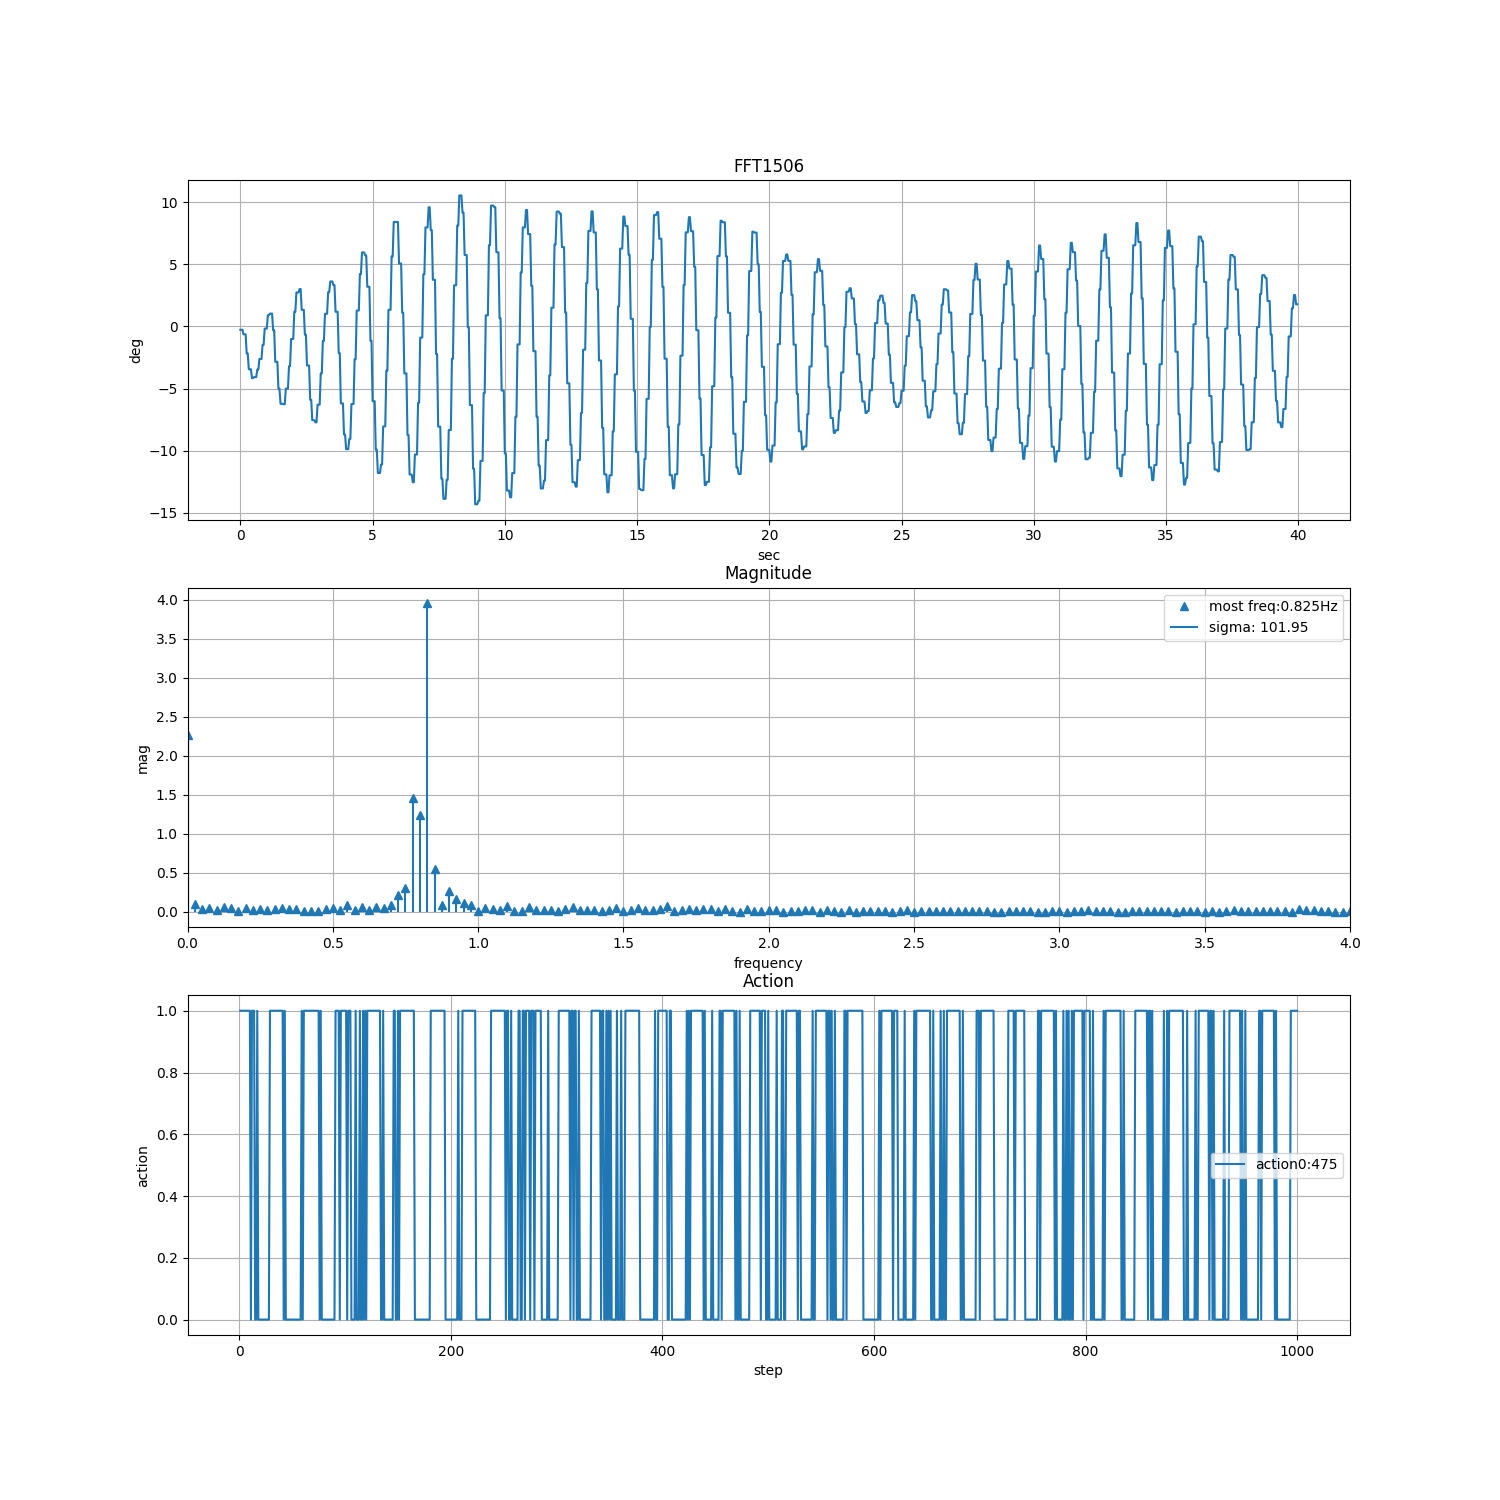 FFT1506
10
5
0
−5
−10
−15
deg
0 5 10 15 20 25 30 35 40
sec
Magnitude
4.0
3.5
3.0
2.5
2.0
1.5
1.0
0.5
0.0
mag
most freq:0.825Hz
sigma: 101.95
0.0 0.5 1.0 1.5 2.0 2.5 3.0 3.5 4.0
frequency
Action
1.0
0.8
0.6
0.4
0.2
0.0
action
action0:475
0 200 400 600 800 1000
step